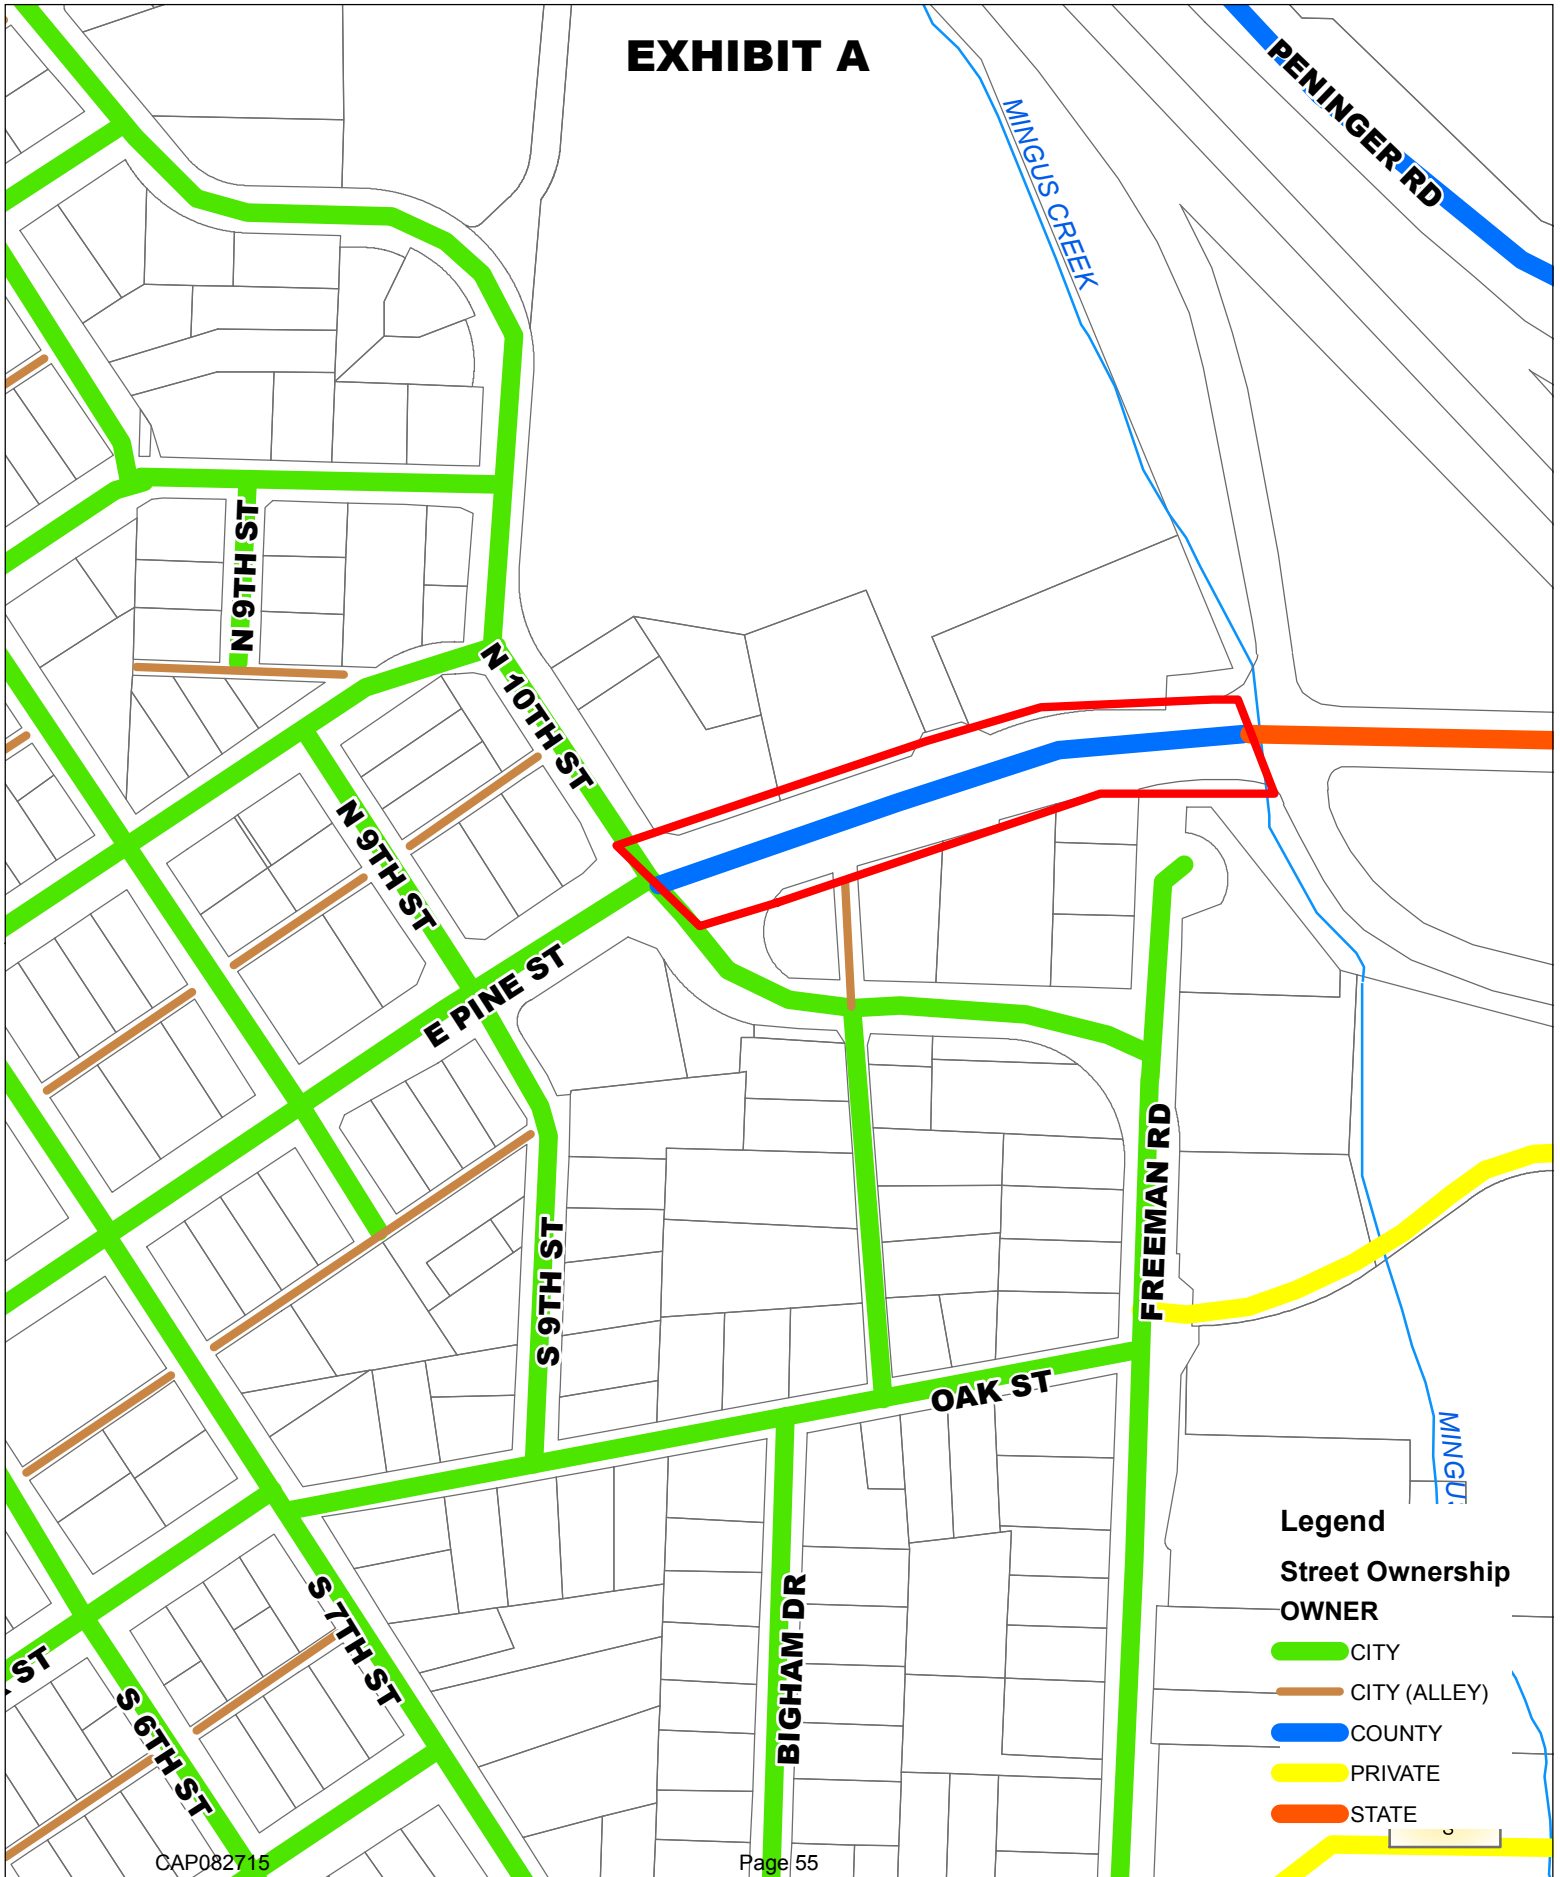 EXHIBIT A
PENINGER RD
MINGUS CREEK
N 9TH ST
N 10TH ST
N 9TH ST
E PINE ST
FREEMAN RD
S 9TH ST
OAK ST
MINGUS
Legend
Street Ownership
OWNER
CITY
CITY (ALLEY)
COUNTY
PRIVATE
STATE
S 7TH ST
BIGHAM DR
ST
S 6TH ST
CAP082715
Page 55